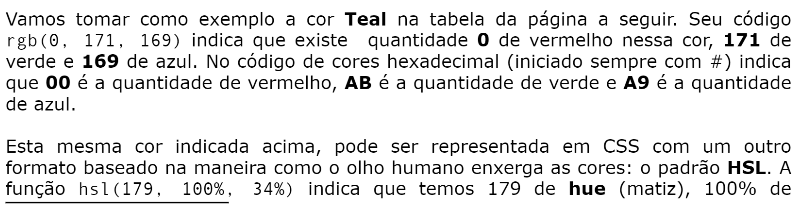 Vamos tomar como exemplo a cor Teal na tabela da página a seguir. Seu código
rgb(0, 171, 169) indica que existe quantidade 0 de vermelho nessa cor, 171 de
verde e 169 de azul. No código de cores hexadecimal (iniciado sempre com #) indica
que 00 é a quantidade de vermelho, AB é a quantidade de verde e A9 é a quantidade
de azul.
Esta mesma cor indicada acima, pode ser representada em CSS com um outro
formato baseado na maneira como o olho humano enxerga as cores: o padrão HSL. A
função hsl(179, 100%, 34%) indica que temos 179 de hue (matiz), 100% de